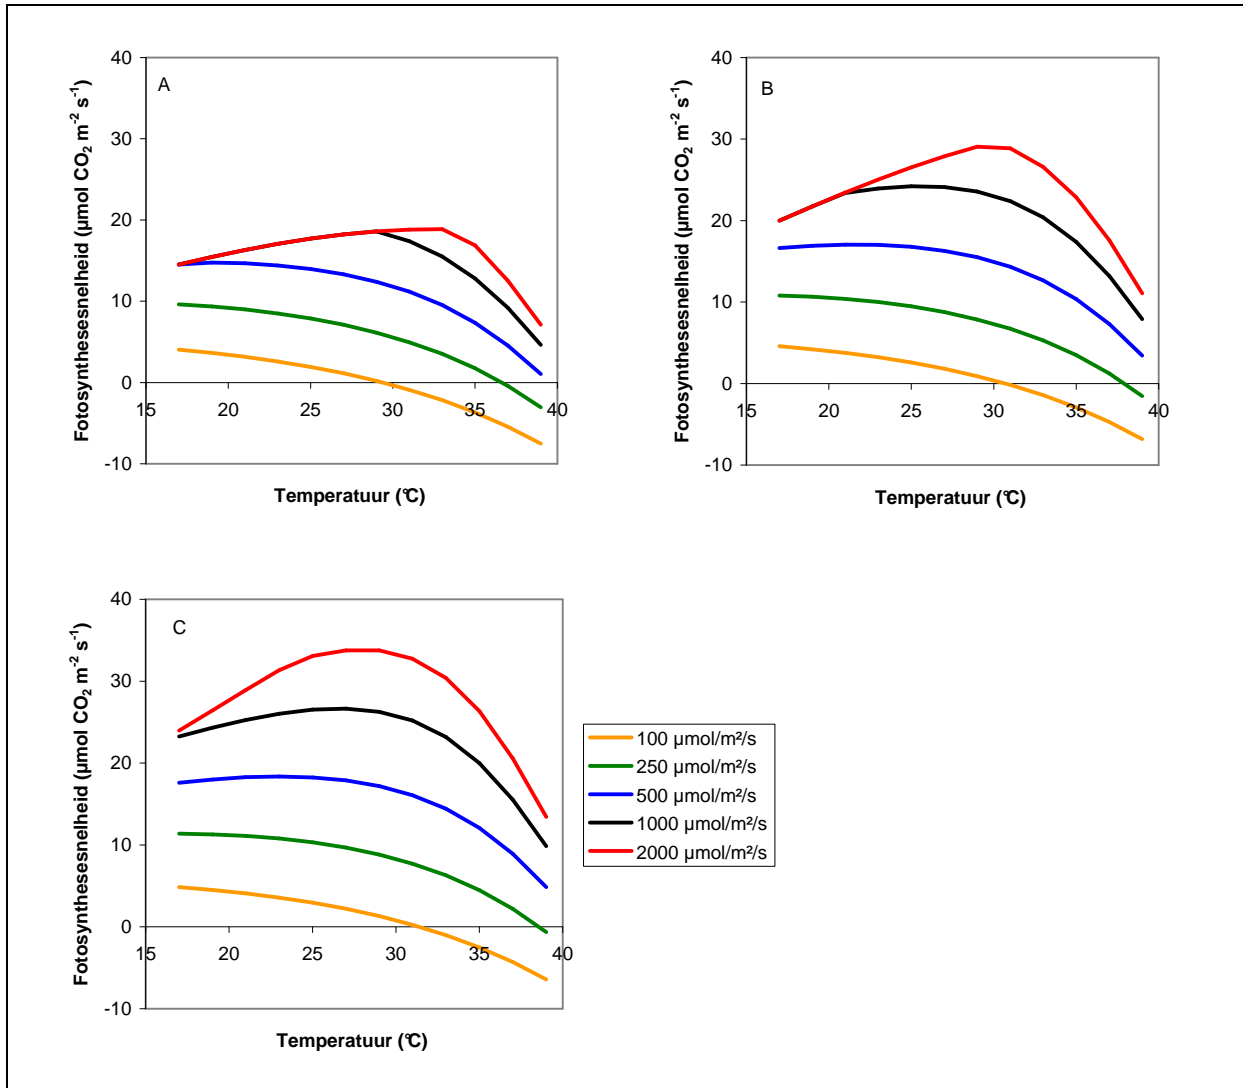 A
40
30
20
10
0
-10
15 20 25 30 35 40
Fotosynthesesnelheid (µmol CO₂ m⁻² s⁻¹)
Temperatuur (°C)
B
40
30
20
10
0
-10
15 20 25 30 35 40
Fotosynthesesnelheid (µmol CO₂ m⁻² s⁻¹)
Temperatuur (°C)
C
40
30
20
10
0
-10
15 20 25 30 35 40
Fotosynthesesnelheid (µmol CO₂ m⁻² s⁻¹)
Temperatuur (°C)
100 µmol/m²/s
250 µmol/m²/s
500 µmol/m²/s
1000 µmol/m²/s
2000 µmol/m²/s